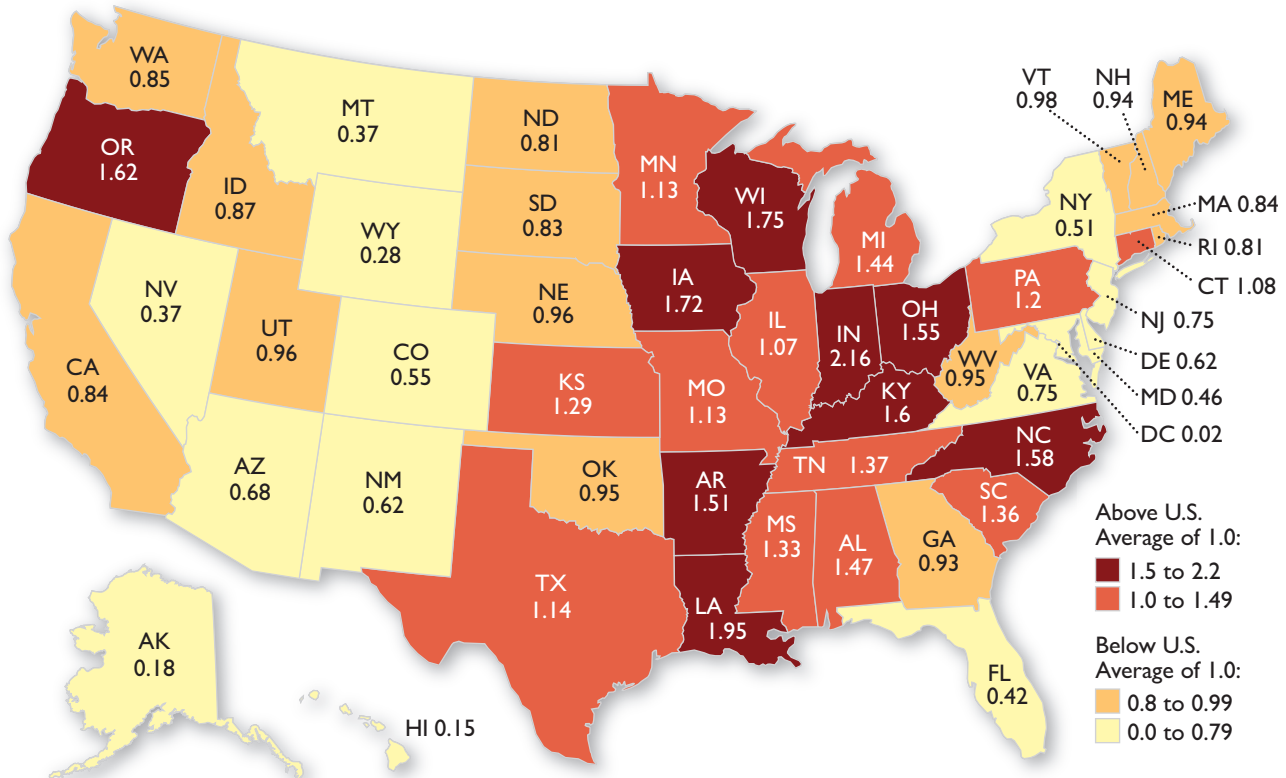 WA
0.85
OR
1.62
CA
0.84
ID
0.87
NV
0.37
MT
0.37
WY
0.28
UT
0.96
CO
0.55
AZ
0.68
NM
0.62
ND
0.81
SD
0.83
NE
0.96
KS
1.29
OK
0.95
TX
1.14
MN
1.13
IA
1.72
MO
1.13
AR
1.51
LA
1.95
WI
1.75
IL
1.07
MI
1.44
IN
2.16
OH
1.55
KY
1.6
TN 1.37
MS
1.33
AL
1.47
GA
0.93
FL
0.42
SC
1.36
NC
1.58
VA
0.75
WV
0.95
PA
1.2
NY
0.51
VT
0.98
NH
0.94
ME
0.94
MA 0.84
RI 0.81
CT 1.08
NJ 0.75
DE 0.62
MD 0.46
DC 0.02
AK
0.18
HI 0.15
Above U.S.
Average of 1.0:
1.5 to 2.2
1.0 to 1.49
Below U.S.
Average of 1.0:
0.8 to 0.99
0.0 to 0.79